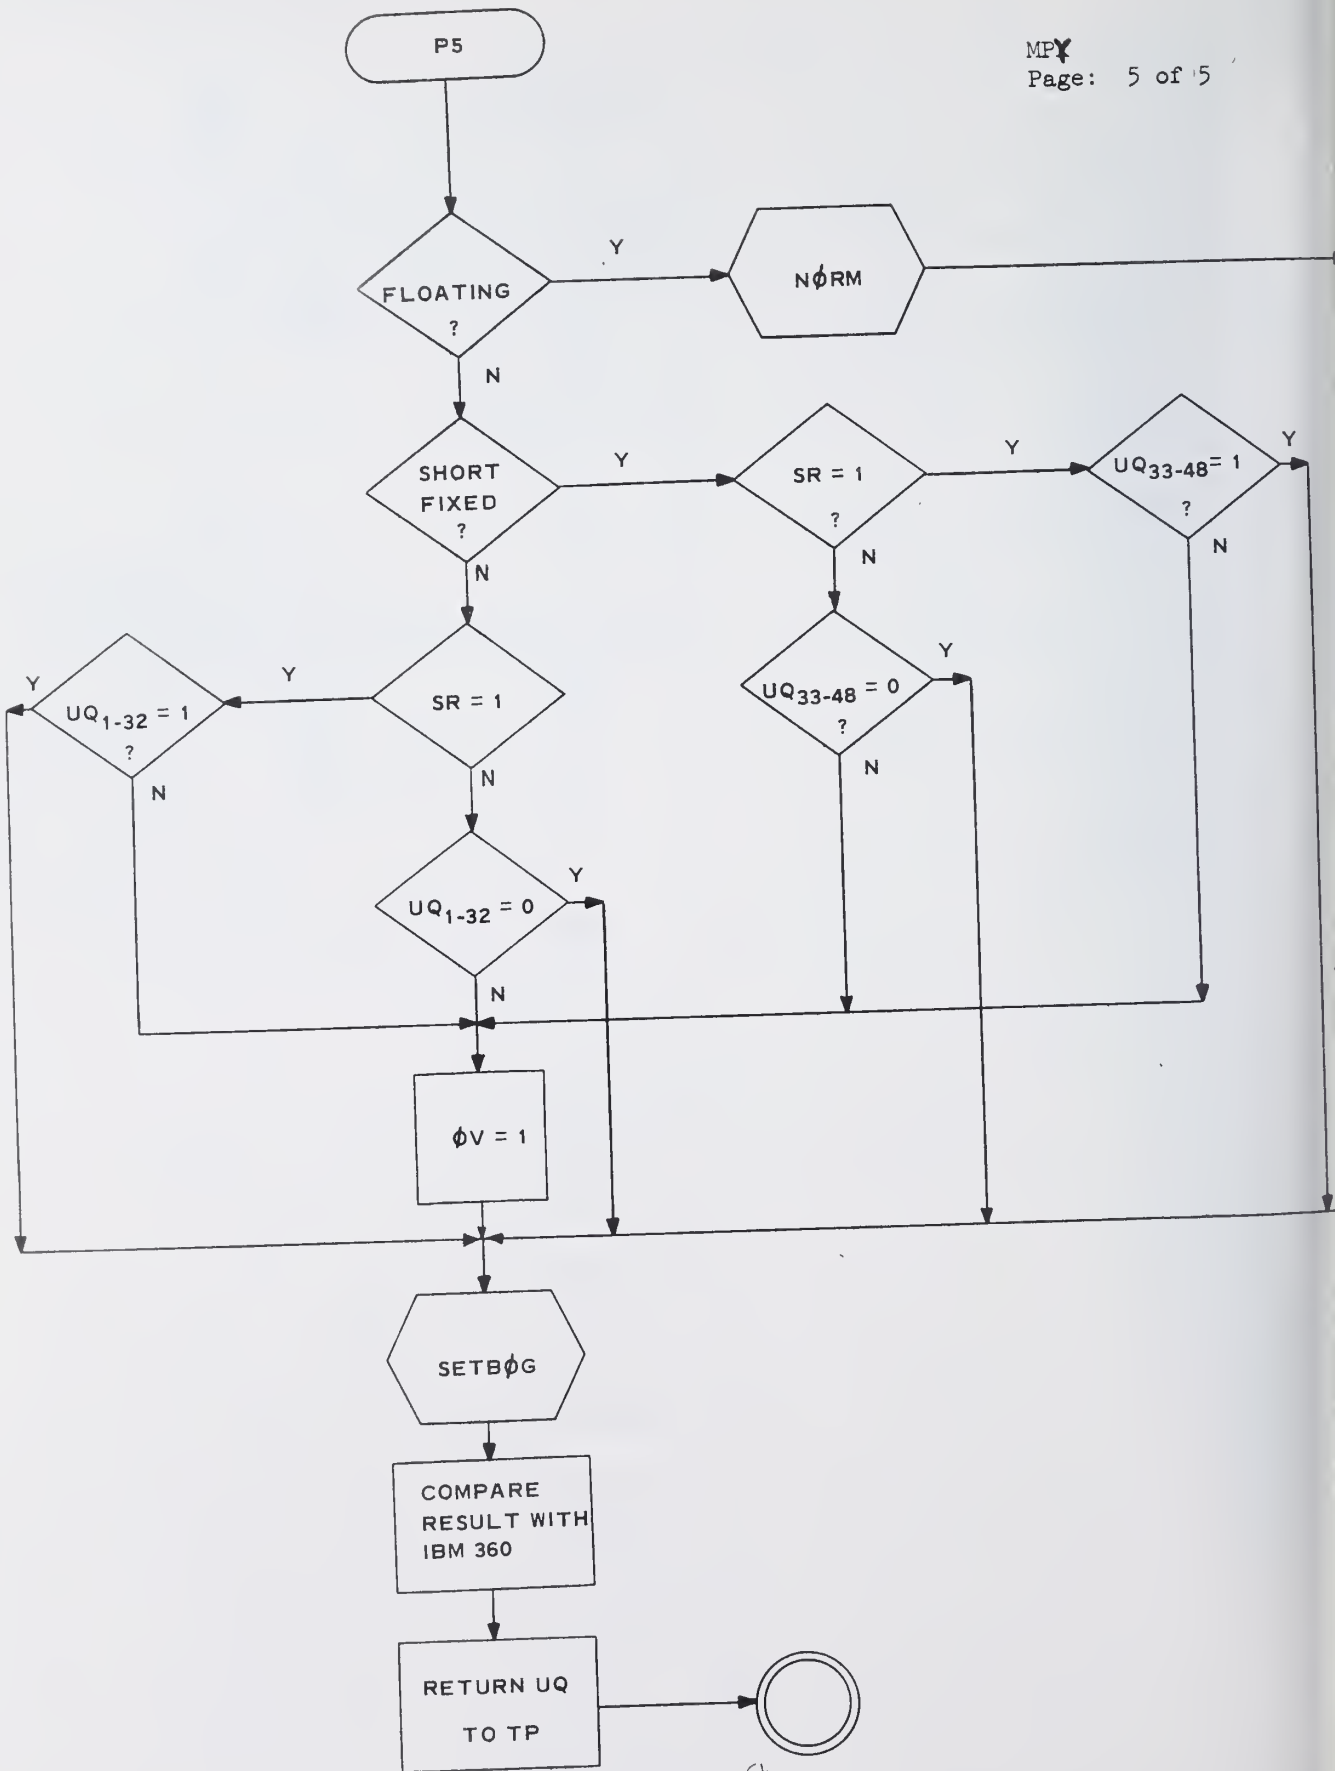 P5
MPY
Page: 5 of 5
FLOATING
?
Y
NØRM
N
SHORT
FIXED
?
Y
SR = 1
?
Y
UQ33-48 = 1
?
Y
N
N
N
SR = 1
Y
UQ1-32 = 1
?
Y
N
UQ33-48 = 0
?
Y
N
N
UQ1-32 = 0
Y
N
ØV = 1
SETBØG
COMPARE
RESULT WITH
IBM 360
RETURN UQ
TO TP